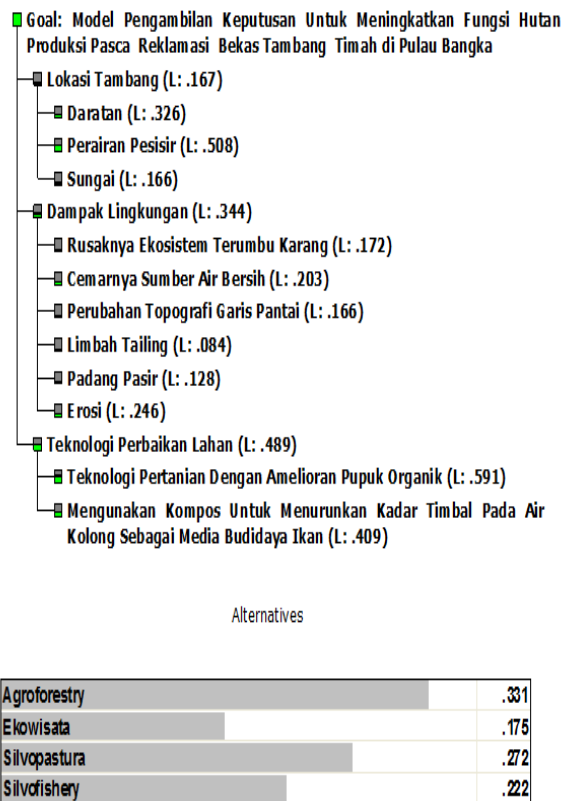 Goal: Model Pengambilan Keputusan Untuk Meningkatkan Fungsi Hutan
Produksi Pasca Reklamasi Bekas Tambang Timah di Pulau Bangka
Lokasi Tambang (L: .167)
Daratan (L: .326)
Perairan Pesisir (L: .508)
Sungai (L: .166)
Dampak Lingkungan (L: .344)
Rusaknya Ekosistem Terumbu Karang (L: .172)
Cemarnya Sumber Air Bersih (L: .203)
Perubahan Topografi Garis Pantai (L: .166)
Limbah Tailing (L: .084)
Padang Pasir (L: .128)
Erosi (L: .246)
Teknologi Perbaikan Lahan (L: .489)
Teknologi Pertanian Dengan Amelioran Pupuk Organik (L: .591)
Mengunakan Kompos Untuk Menurunkan Kadar Timbal Pada Air
Kolong Sebagai Media Budidaya Ikan (L: .409)
Alternatives
Agroforestry .331
Ekowisata .175
Silvopastura .272
Silvofishery .222